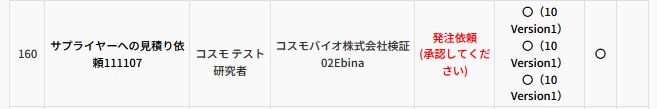 160
サプライヤーへの見積り依
頼111107
コスモ テスト
研究者
コスモバイオ株式会社検証
02Ebina
発注依頼
(承認してくだ
さい)
〇（10
Version1）
〇（10
Version1）
〇（10
Version1）
〇